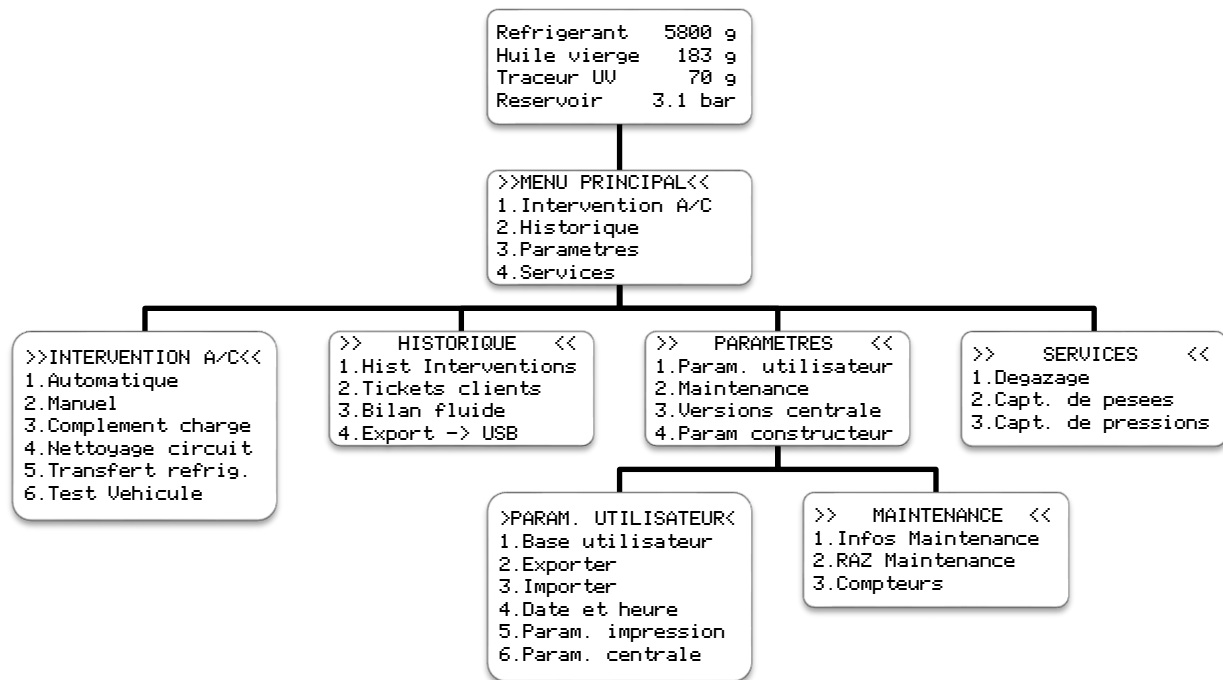 Refrigerant   5800 g
Huile vierge   183 g
Traceur UV      70 g
Reservoir    3.1 bar
>>MENU PRINCIPAL<<
1.Intervention A/C
2.Historique
3.Parametres
4.Services
>>INTERVENTION A/C<<
1.Automatique
2.Manuel
3.Complement charge
4.Nettoyage circuit
5.Transfert refrig.
6.Test Vehicule
>>   HISTORIQUE   <<
1.Hist Interventions
2.Tickets clients
3.Bilan fluide
4.Export -> USB
>>   PARAMETRES   <<
1.Param. utilisateur
2.Maintenance
3.Versions centrale
4.Param constructeur
>>    SERVICES    <<
1.Degazage
2.Capt. de pesees
3.Capt. de pressions
>PARAM. UTILISATEUR<
1.Base utilisateur
2.Exporter
3.Importer
4.Date et heure
5.Param. impression
6.Param. centrale
>>   MAINTENANCE  <<
1.Infos Maintenance
2.RAZ Maintenance
3.Compteurs